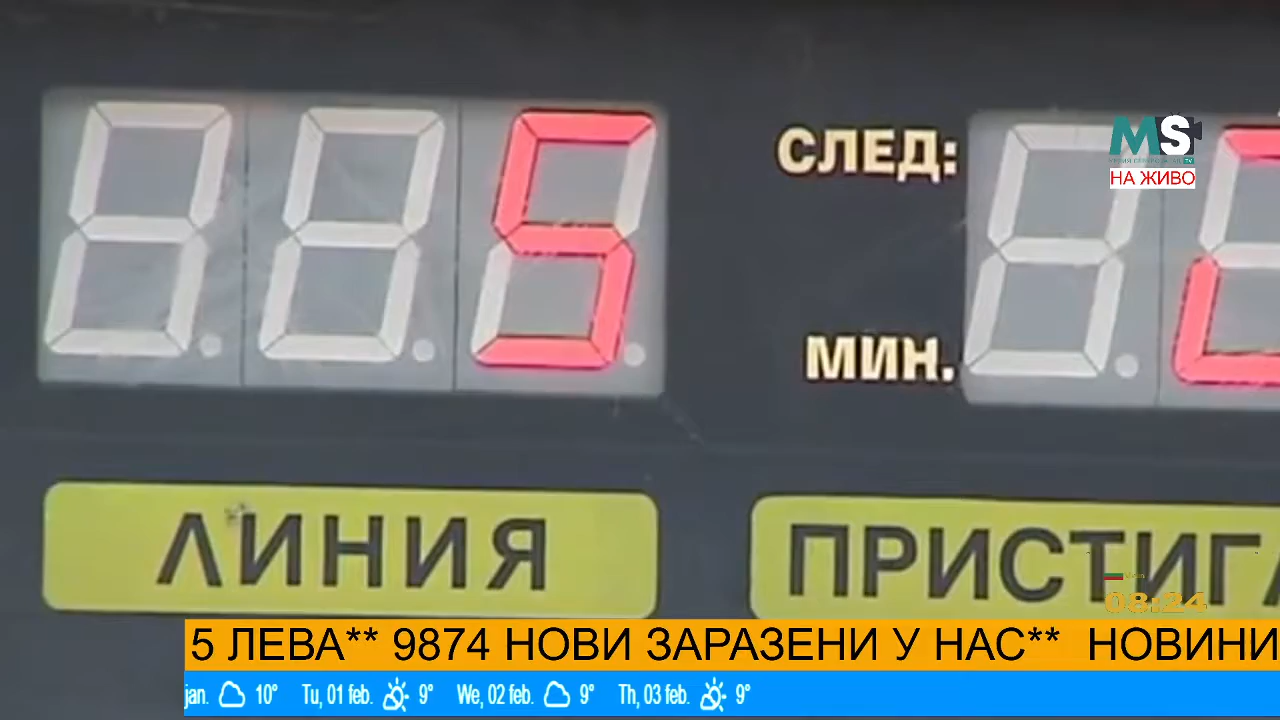 5
СЛЕД:
МИН.
MS
НА ЖИВО
ЛИНИЯ
ПРИСТИГА
08:24
5 ЛЕВА** 9874 НОВИ ЗАРАЗЕНИ У НАС** НОВИНИ
jan. 10° Tu, 01 feb. 9° We, 02 feb. 9° Th, 03 feb. 9°